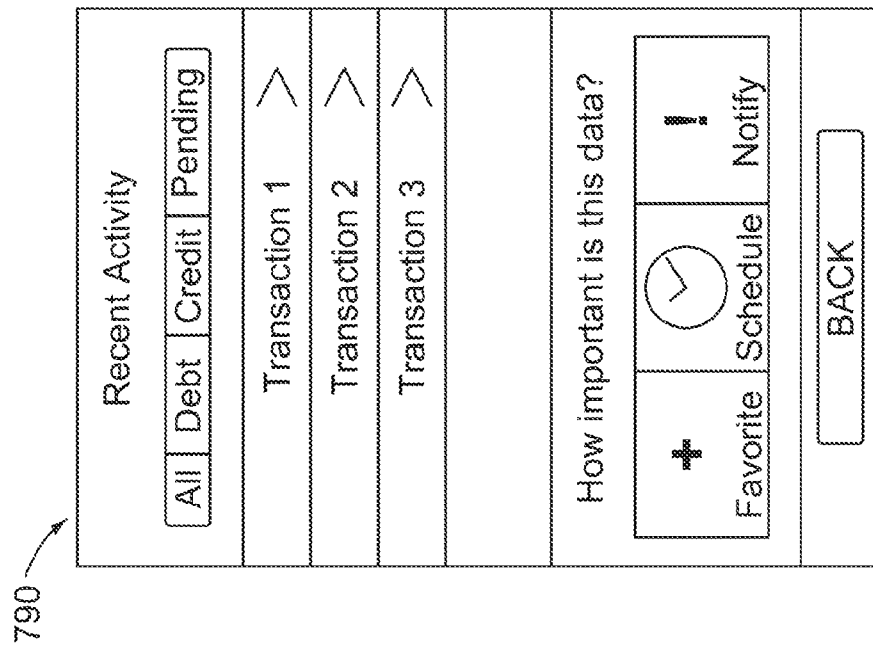 790
Recent Activity
All Debt Credit Pending
Transaction 1 >
Transaction 2 >
Transaction 3 >
How important is this data?
+ !
Favorite Schedule Notify
BACK